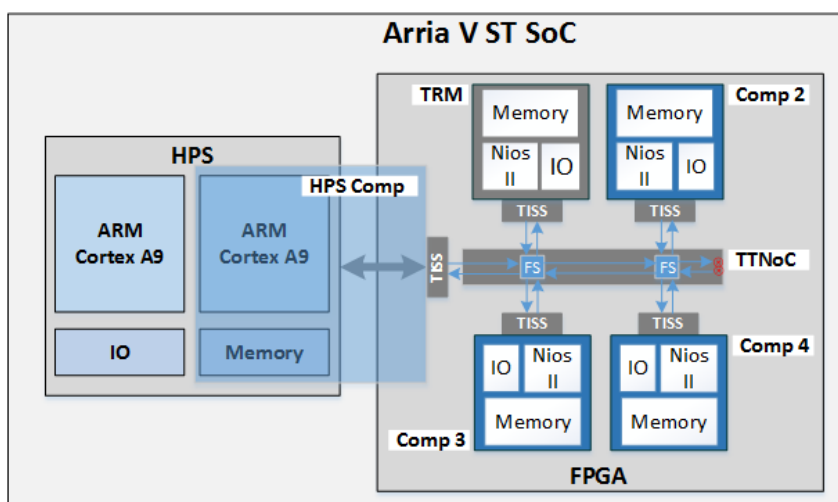 Arria V ST SoC
HPS
ARM
Cortex A9
HPS Comp
ARM
Cortex A9
IO
Memory
TRM
Memory
Nios
II
IO
TISS
Comp 2
Memory
Nios
II
IO
TISS
TISS
FS
FS
TTNoC
TISS
IO
Nios
II
Memory
Comp 3
TISS
IO
Nios
II
Memory
Comp 4
FPGA